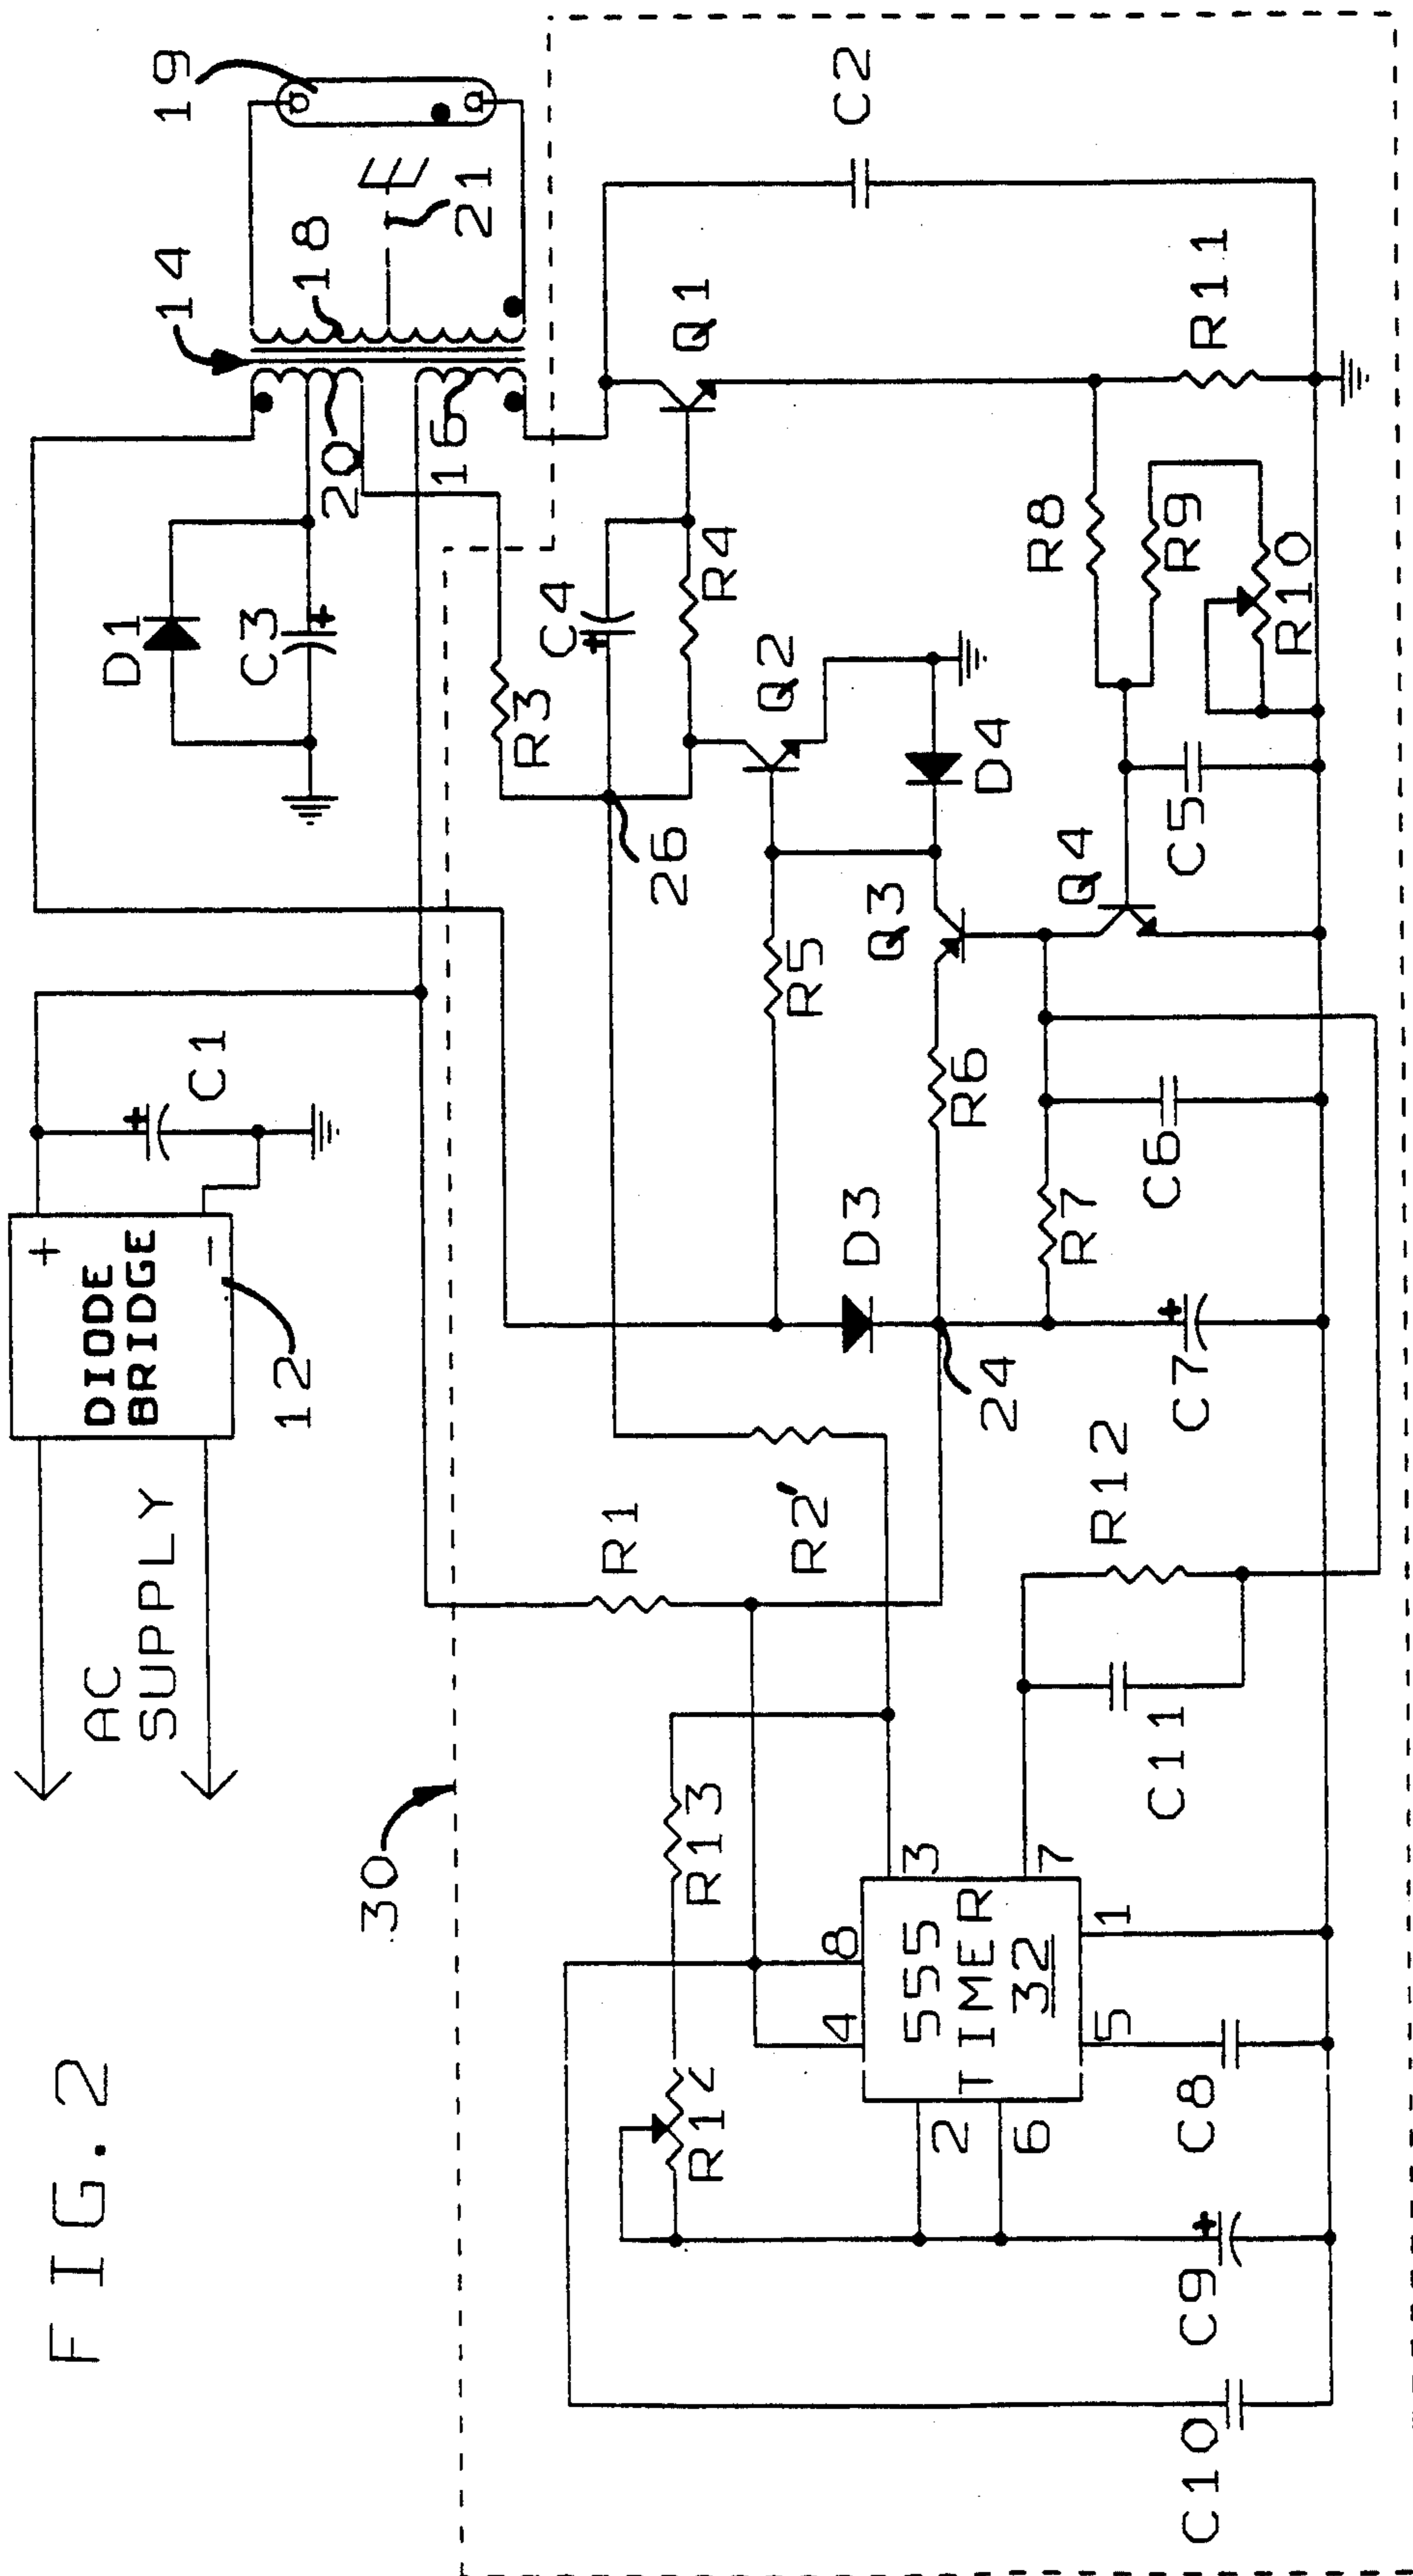 FIG.2
AC
SUPPLY
+
DIODE
BRIDGE
−
12
C1
D1
C3
14
20
16
18
21
19
30
R1
R2'
R3
26
C4
R4
Q1
C2
Q2
R5
D3
D4
Q3
R6
24
R7
C6
C7
Q4
C5
R8
R9
R10
R11
R12
C11
R13
R12
4
8
3
555
TIMER
32
2
6
7
5
1
C8
C9
C10